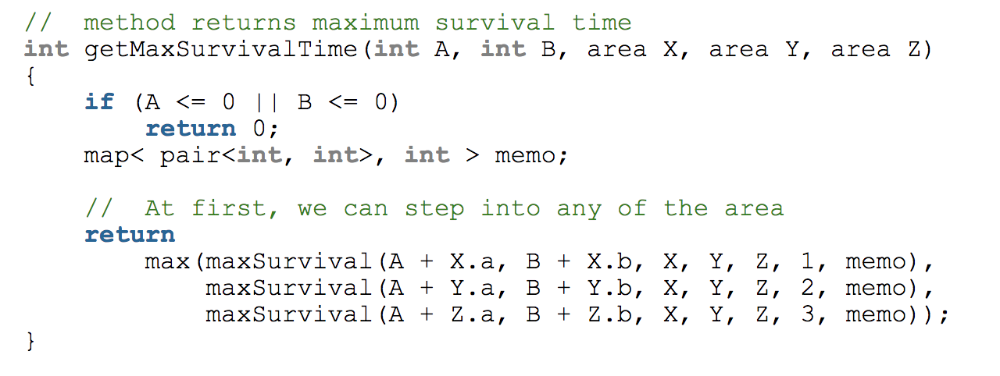 //  method returns maximum survival time
int getMaxSurvivalTime(int A, int B, area X, area Y, area Z)
{
    if (A <= 0 || B <= 0)
        return 0;
    map< pair<int, int>, int > memo;

    //  At first, we can step into any of the area
    return
        max(maxSurvival(A + X.a, B + X.b, X, Y, Z, 1, memo),
            maxSurvival(A + Y.a, B + Y.b, X, Y, Z, 2, memo),
            maxSurvival(A + Z.a, B + Z.b, X, Y, Z, 3, memo));
}